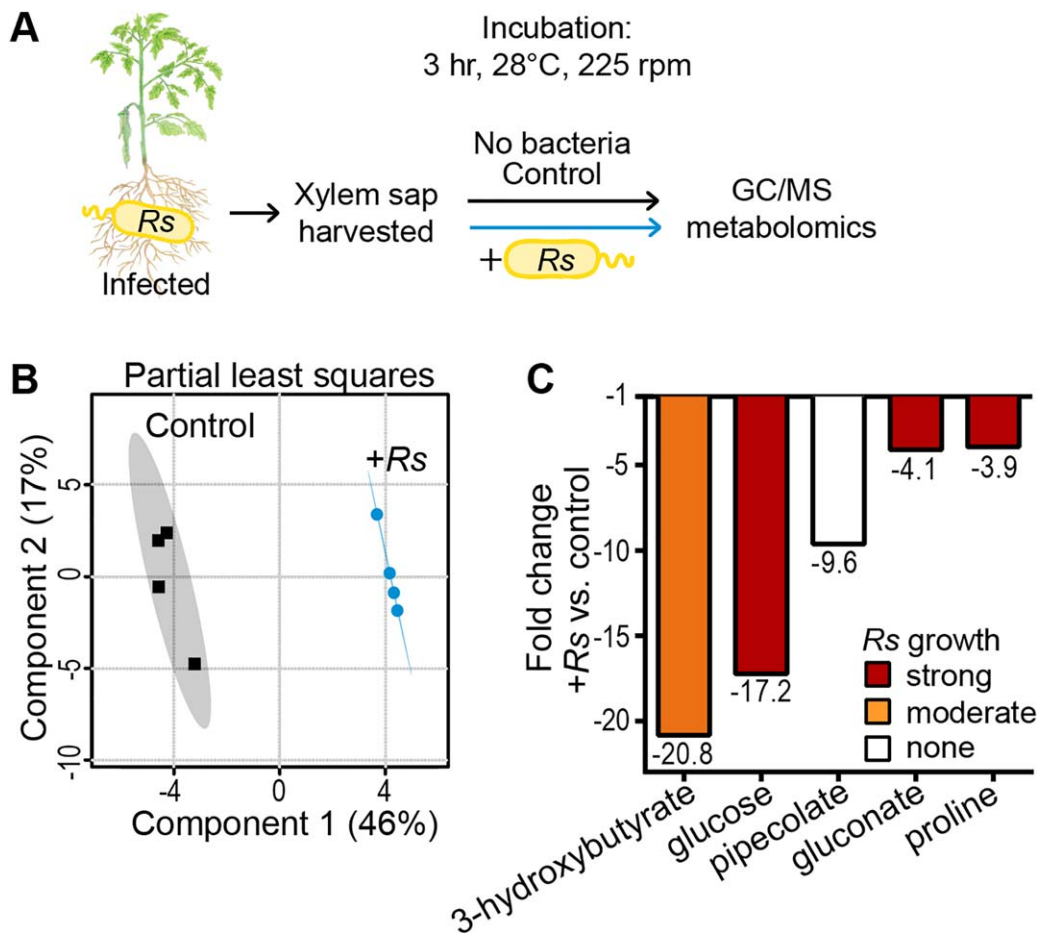 A
Incubation:
3 hr, 28°C, 225 rpm
No bacteria
Control
Rs
Infected
Xylem sap
harvested
+ Rs
GC/MS
metabolomics
B
Partial least squares
Control
+Rs
Component 2 (17%)
5
0
-5
-10
-4
0
4
Component 1 (46%)
C
Fold change
+Rs vs. control
-1
-5
-10
-15
-20
-20.8
-17.2
-9.6
-4.1
-3.9
Rs growth
strong
moderate
none
3-hydroxybutyrate
glucose
pipecolate
gluconate
proline